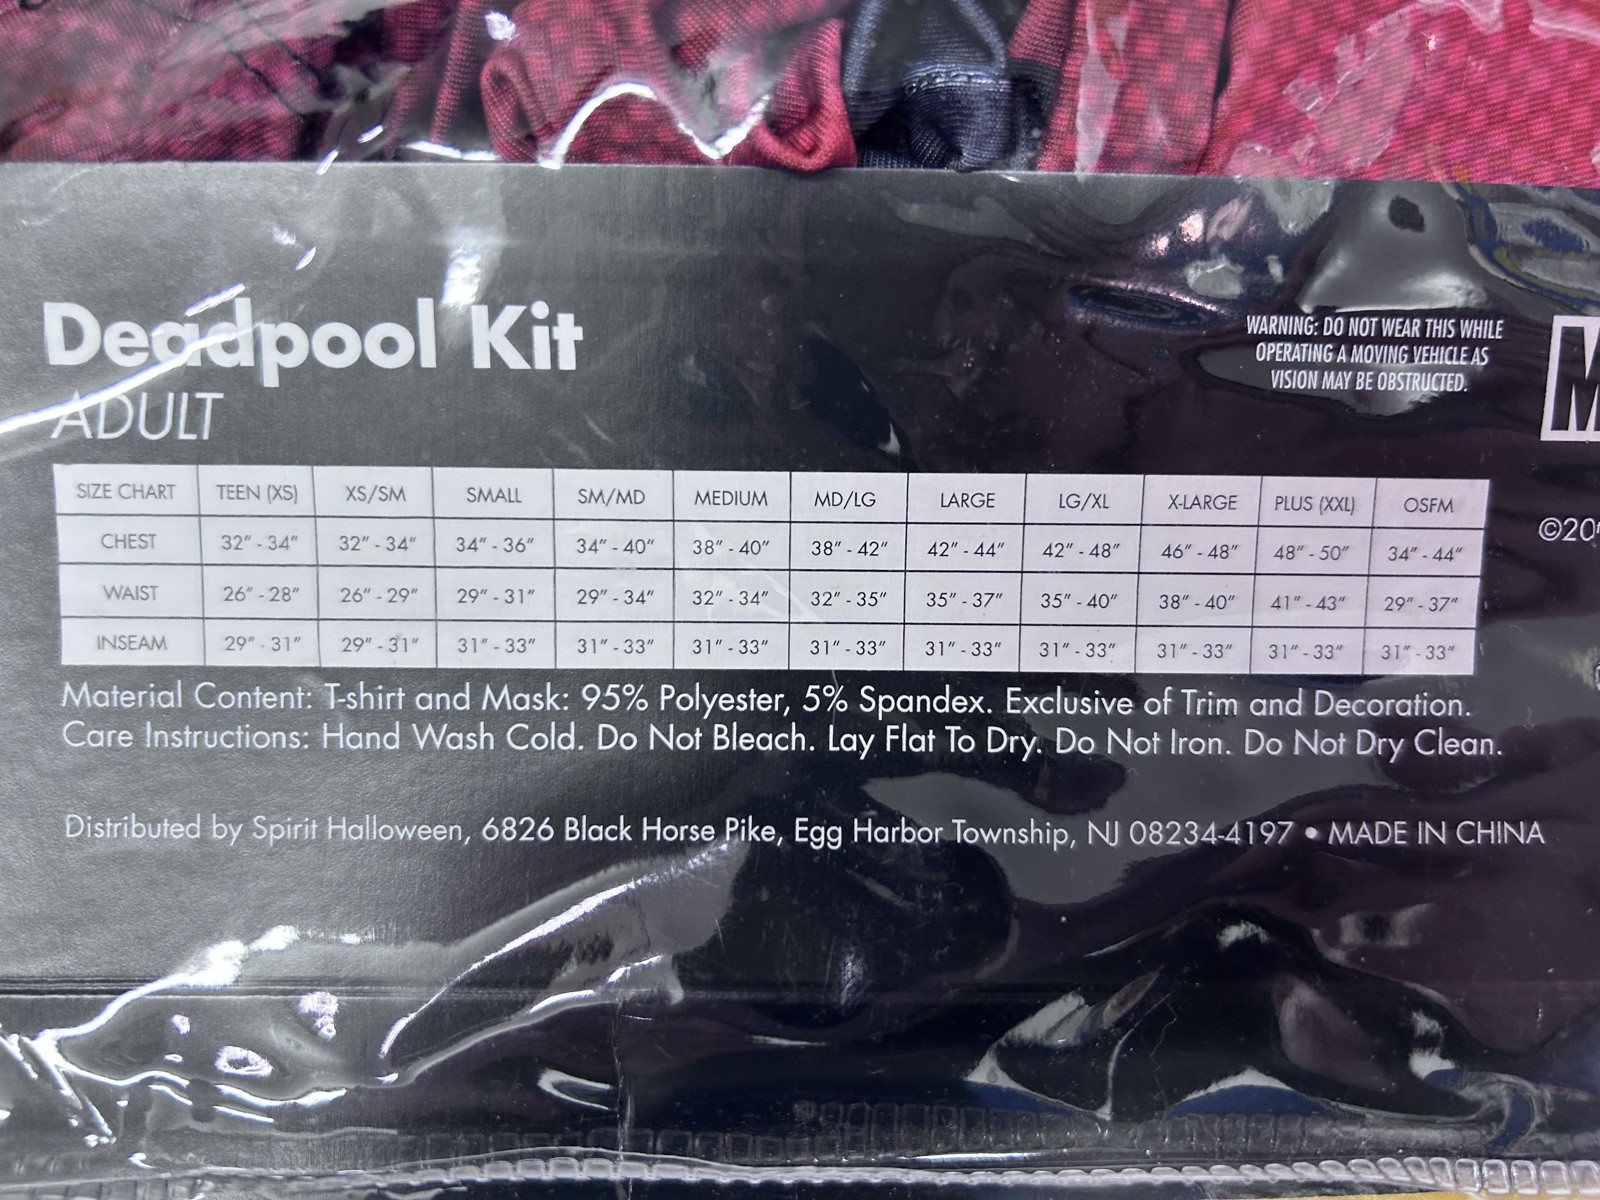 Deadpool Kit
ADULT
WARNING: DO NOT WEAR THIS WHILE
OPERATING A MOVING VEHICLE AS
VISION MAY BE OBSTRUCTED.
SIZE CHART TEEN (XS) XS/SM SMALL SM/MD MEDIUM MD/LG LARGE LG/XL X-LARGE PLUS (XXL) OSFM
CHEST 32" - 34" 32" - 34" 34" - 36" 34" - 40" 38" - 40" 38" - 42" 42" - 44" 42" - 48" 46" - 48" 48" - 50" 34" - 44"
WAIST 26" - 28" 26" - 29" 29" - 31" 29" - 34" 32" - 34" 32" - 35" 35" - 37" 35" - 40" 38" - 40" 41" - 43" 29" - 37"
INSEAM 29" - 31" 29" - 31" 31" - 33" 31" - 33" 31" - 33" 31" - 33" 31" - 33" 31" - 33" 31" - 33" 31" - 33" 31" - 33"
Material Content: T-shirt and Mask: 95% Polyester, 5% Spandex. Exclusive of Trim and Decoration.
Care Instructions: Hand Wash Cold. Do Not Bleach. Lay Flat To Dry. Do Not Iron. Do Not Dry Clean.
Distributed by Spirit Halloween, 6826 Black Horse Pike, Egg Harbor Township, NJ 08234-4197 • MADE IN CHINA